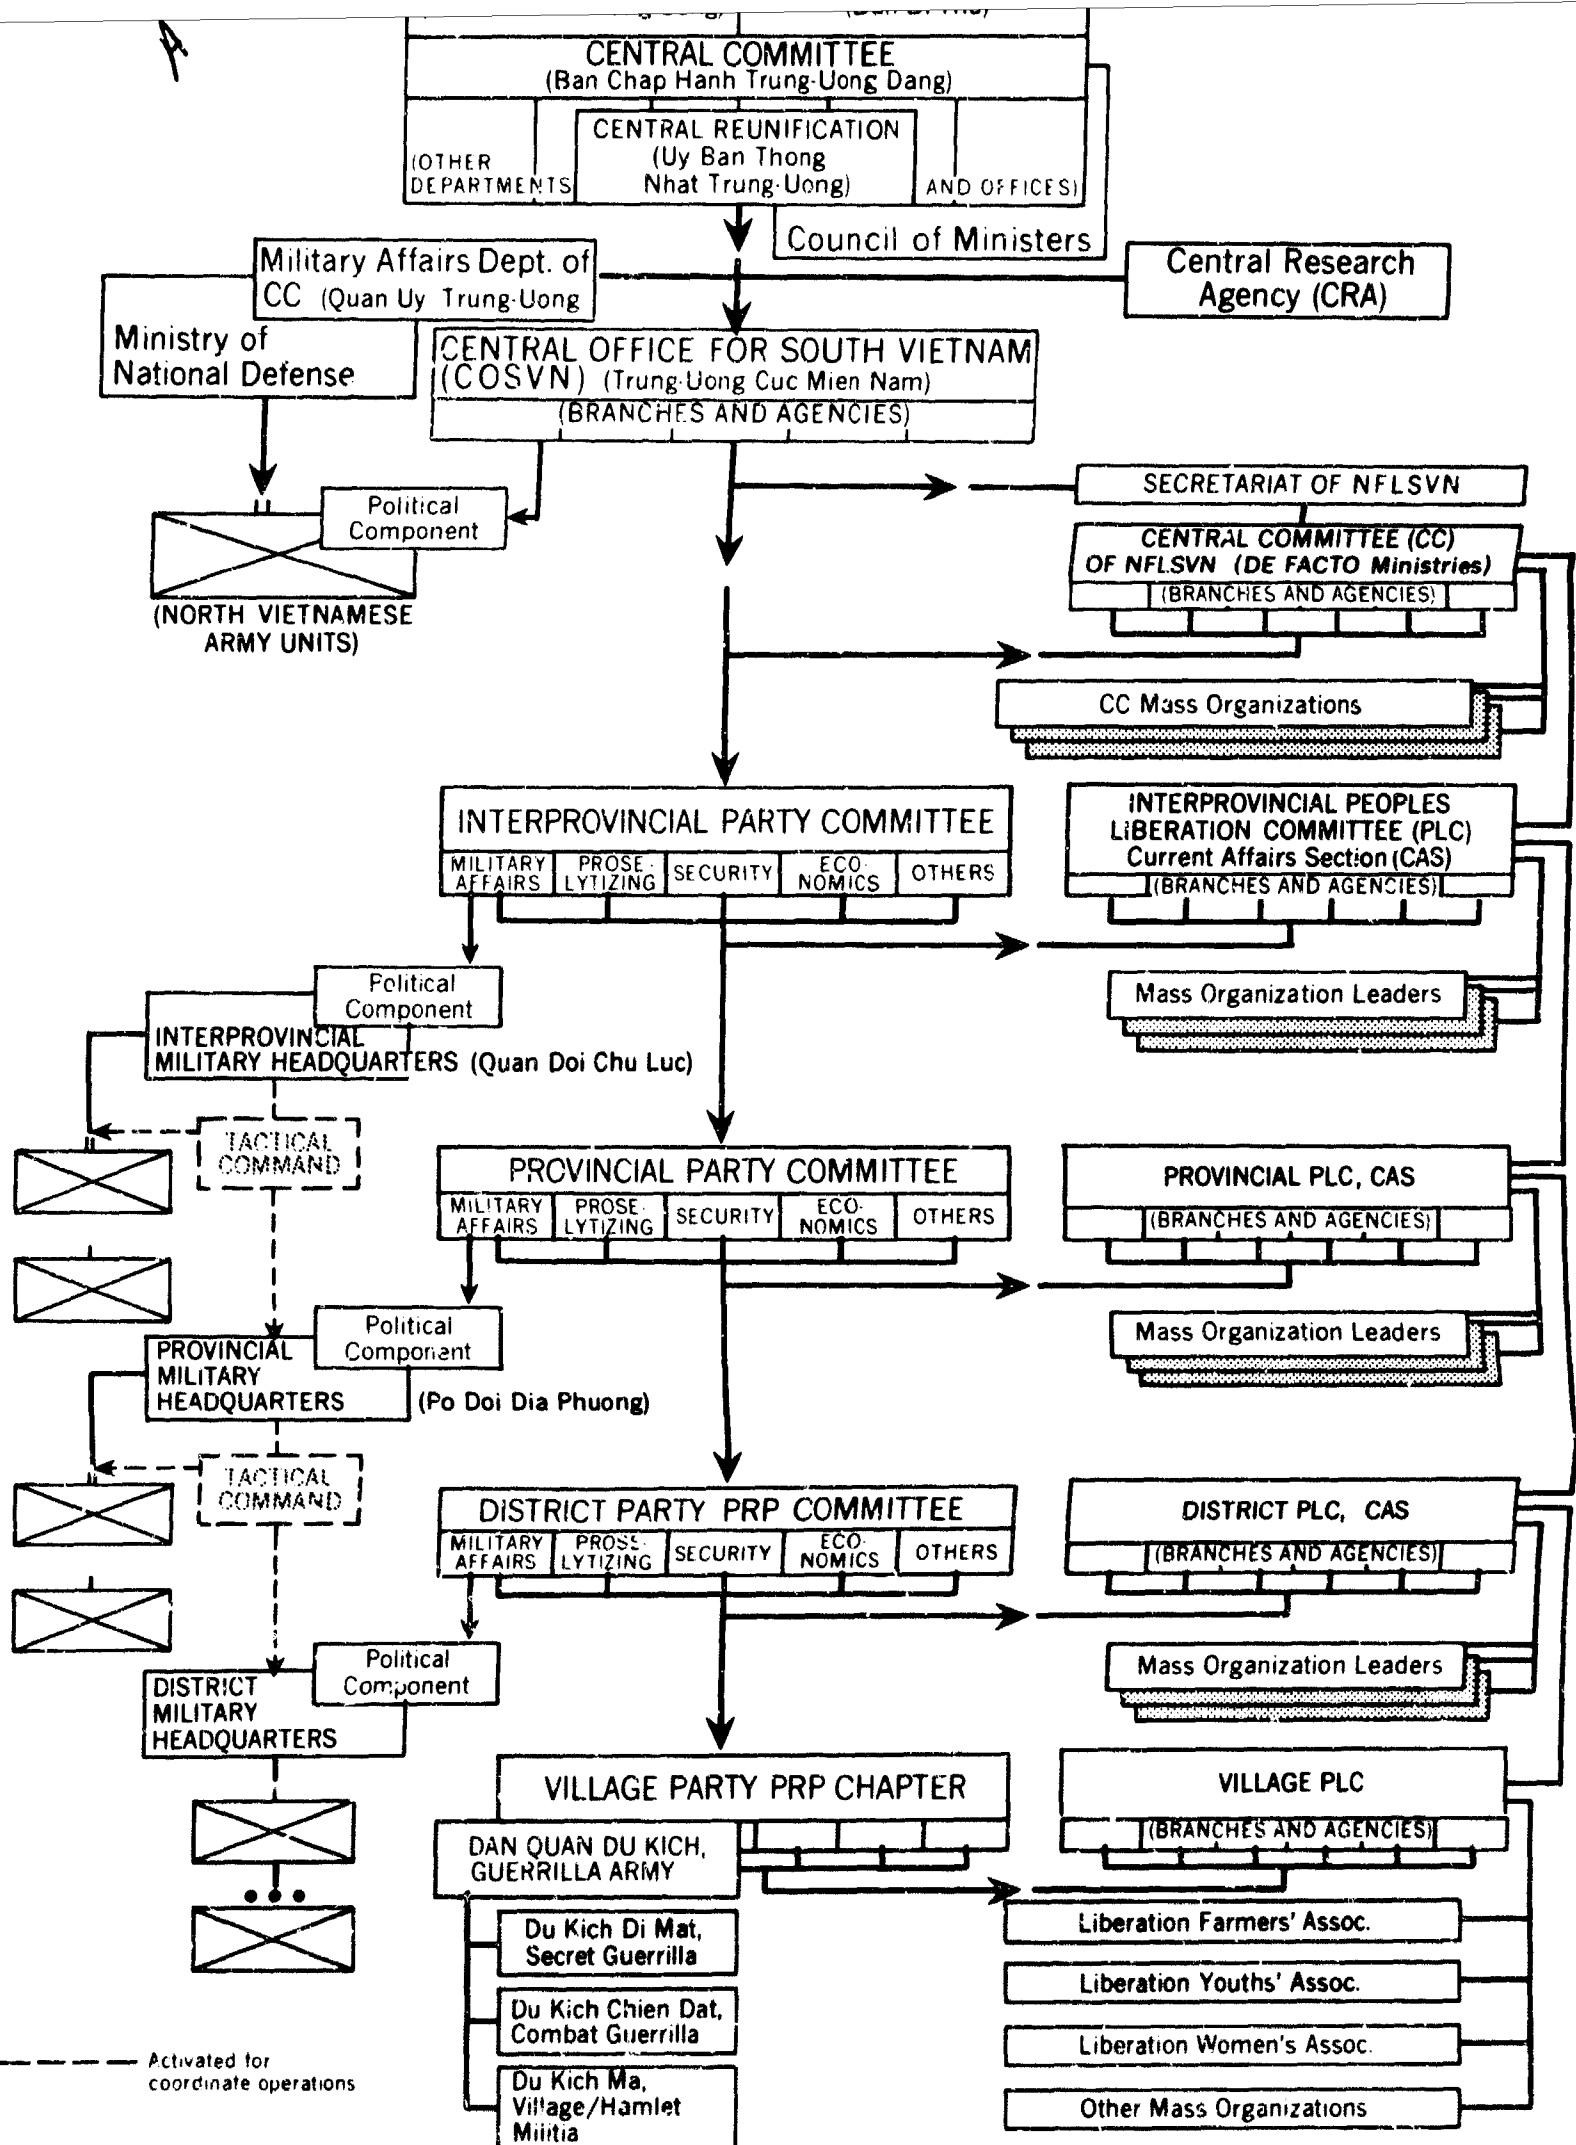 CENTRAL COMMITTEE
(Ban Chap Hanh Trung-Uong Dang)
CENTRAL REUNIFICATION
(Uy Ban Thong
Nhat Trung-Uong)
(OTHER
DEPARTMENTS
AND OFFICES)
Council of Ministers
Military Affairs Dept. of
CC (Quan Uy Trung-Uong
Central Research
Agency (CRA)
Ministry of
National Defense
CENTRAL OFFICE FOR SOUTH VIETNAM
(COSVN) (Trung-Uong Cuc Mien Nam)
(BRANCHES AND AGENCIES)
Political
Component
(NORTH VIETNAMESE
ARMY UNITS)
SECRETARIAT OF NFLSVN
CENTRAL COMMITTEE (CC)
OF NFLSVN (DE FACTO Ministries)
(BRANCHES AND AGENCIES)
CC Mass Organizations
INTERPROVINCIAL PARTY COMMITTEE
MILITARY
AFFAIRS
PROSE-
LYTIZING
SECURITY
ECO-
NOMICS
OTHERS
INTERPROVINCIAL PEOPLES
LIBERATION COMMITTEE (PLC)
Current Affairs Section (CAS)
(BRANCHES AND AGENCIES)
Mass Organization Leaders
Political
Component
INTERPROVINCIAL
MILITARY HEADQUARTERS (Quan Doi Chu Luc)
TACTICAL
COMMAND
PROVINCIAL PARTY COMMITTEE
MILITARY
AFFAIRS
PROSE-
LYTIZING
SECURITY
ECO-
NOMICS
OTHERS
PROVINCIAL PLC, CAS
(BRANCHES AND AGENCIES)
Mass Organization Leaders
Political
Component
PROVINCIAL
MILITARY
HEADQUARTERS
(Po Doi Dia Phuong)
TACTICAL
COMMAND
DISTRICT PARTY PRP COMMITTEE
MILITARY
AFFAIRS
PROSE-
LYTIZING
SECURITY
ECO-
NOMICS
OTHERS
DISTRICT PLC, CAS
(BRANCHES AND AGENCIES)
Mass Organization Leaders
Political
Component
DISTRICT
MILITARY
HEADQUARTERS
VILLAGE PARTY PRP CHAPTER
DAN QUAN DU KICH,
GUERRILLA ARMY
Du Kich Di Mat,
Secret Guerrilla
Du Kich Chien Dat,
Combat Guerrilla
Du Kich Ma,
Village/Hamlet
Militia
VILLAGE PLC
(BRANCHES AND AGENCIES)
Liberation Farmers' Assoc.
Liberation Youths' Assoc.
Liberation Women's Assoc.
Other Mass Organizations
Activated for
coordinate operations